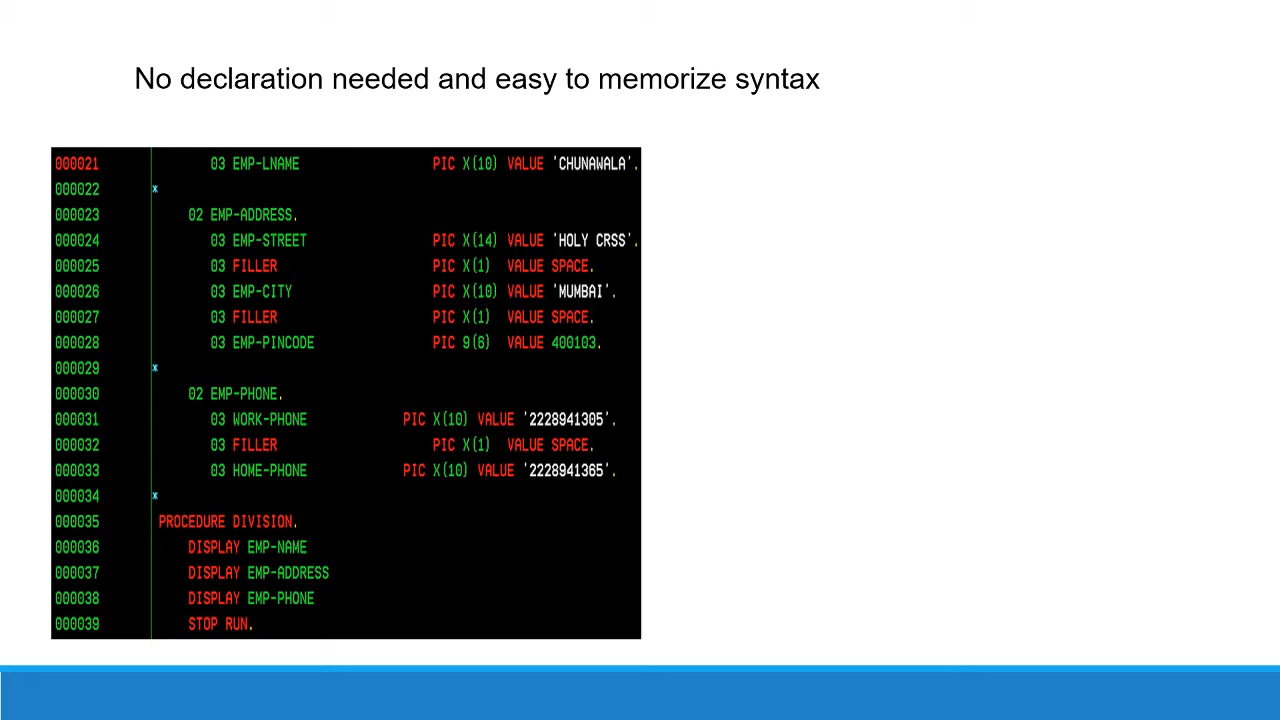 No declaration needed and easy to memorize syntax
000021 03 EMP-LNAME PIC X(10) VALUE 'CHUNAWALA'.
000022 *
000023 02 EMP-ADDRESS.
000024 03 EMP-STREET PIC X(14) VALUE 'HOLY CRSS'.
000025 03 FILLER PIC X(1) VALUE SPACE.
000026 03 EMP-CITY PIC X(10) VALUE 'MUMBAI'.
000027 03 FILLER PIC X(1) VALUE SPACE.
000028 03 EMP-PINCODE PIC 9(6) VALUE 400103.
000029 *
000030 02 EMP-PHONE.
000031 03 WORK-PHONE PIC X(10) VALUE '2228941305'.
000032 03 FILLER PIC X(1) VALUE SPACE.
000033 03 HOME-PHONE PIC X(10) VALUE '2228941365'.
000034 *
000035 PROCEDURE DIVISION.
000036 DISPLAY EMP-NAME
000037 DISPLAY EMP-ADDRESS
000038 DISPLAY EMP-PHONE
000039 STOP RUN.